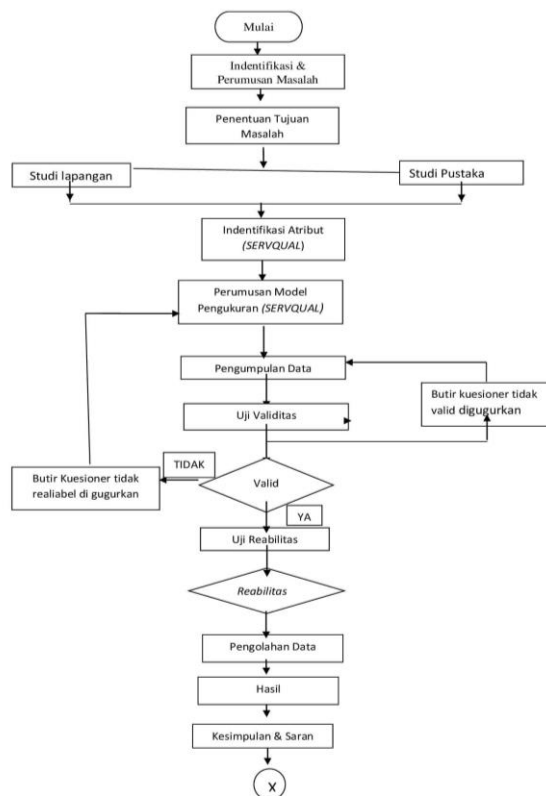 Mulai
Indentifikasi &
Perumusan Masalah
Penentuan Tujuan
Masalah
Studi lapangan
Studi Pustaka
Indentifikasi Atribut
(SERVQUAL)
Perumusan Model
Pengukuran (SERVQUAL)
Pengumpulan Data
Butir kuesioner tidak
valid digugurkan
Uji Validitas
TIDAK
Butir Kuesioner tidak
realiabel di gugurkan
Valid
YA
Uji Reabilitas
Reabilitas
Pengolahan Data
Hasil
Kesimpulan & Saran
X